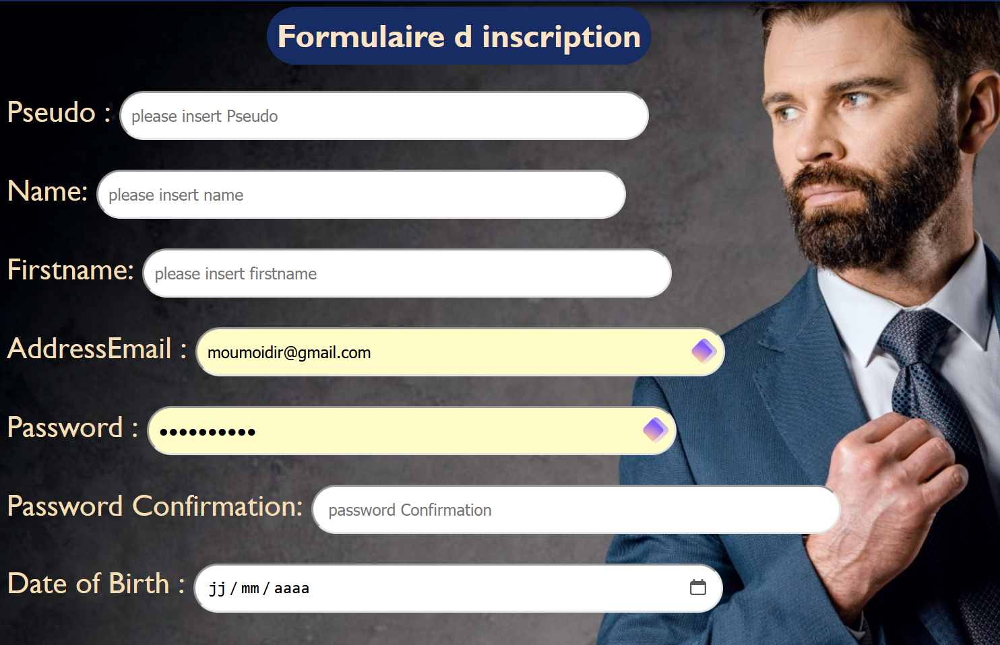 Formulaire d inscription
Pseudo : please insert Pseudo
Name: please insert name
Firstname: please insert firstname
AddressEmail : moumoidir@gmail.com
Password : ••••••••••
Password Confirmation: password Confirmation
Date of Birth : jj/mm/aaaa